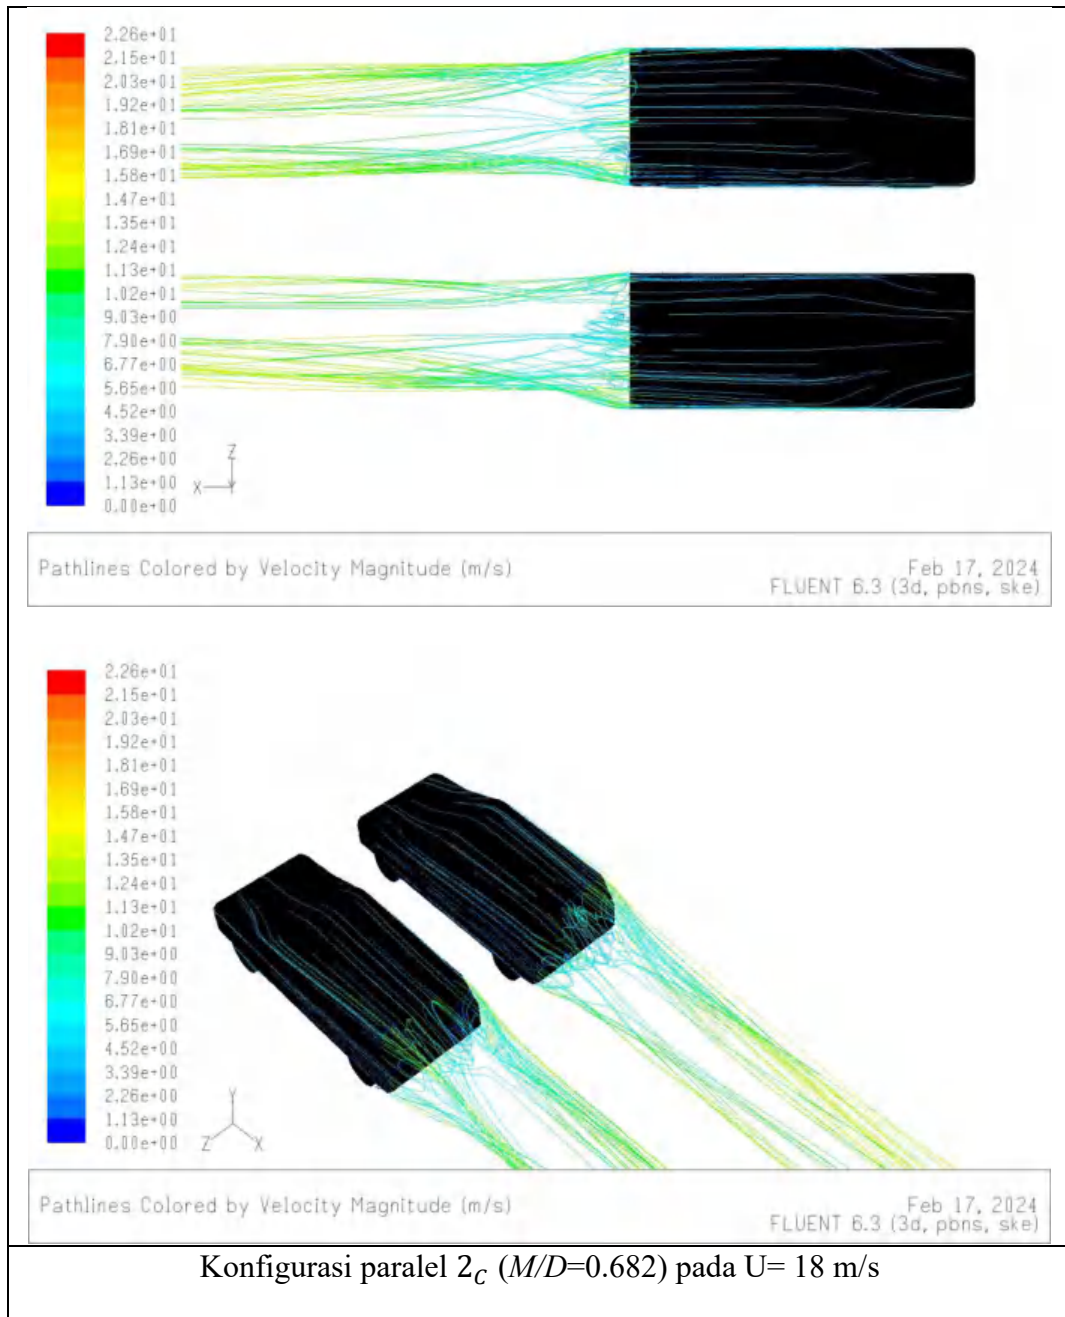 2.26e+01
2.15e+01
2.03e+01
1.92e+01
1.81e+01
1.69e+01
1.58e+01
1.47e+01
1.35e+01
1.24e+01
1.13e+01
1.02e+01
9.03e+00
7.90e+00
6.77e+00
5.65e+00
4.52e+00
3.39e+00
2.26e+00
1.13e+00
0.00e+00
Z
X Y
Pathlines Colored by Velocity Magnitude (m/s)
Feb 17, 2024
FLUENT 6.3 (3d, pbns, ske)
2.26e+01
2.15e+01
2.03e+01
1.92e+01
1.81e+01
1.69e+01
1.58e+01
1.47e+01
1.35e+01
1.24e+01
1.13e+01
1.02e+01
9.03e+00
7.90e+00
6.77e+00
5.65e+00
4.52e+00
3.39e+00
2.26e+00
1.13e+00
0.00e+00
Y
Z X
Pathlines Colored by Velocity Magnitude (m/s)
Feb 17, 2024
FLUENT 6.3 (3d, pbns, ske)
Konfigurasi paralel 2_C (M/D=0.682) pada U= 18 m/s